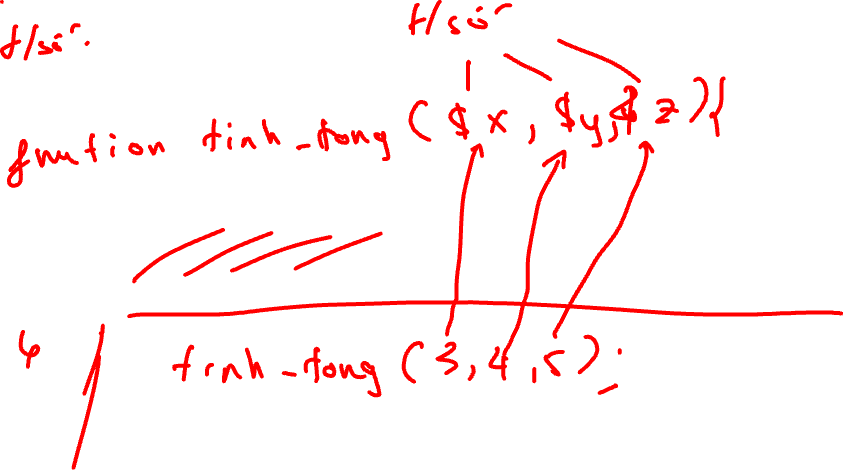 t/số
t/số
function tinh_tong ($x, $y, $z){
tinh_tong (3, 4, 5);